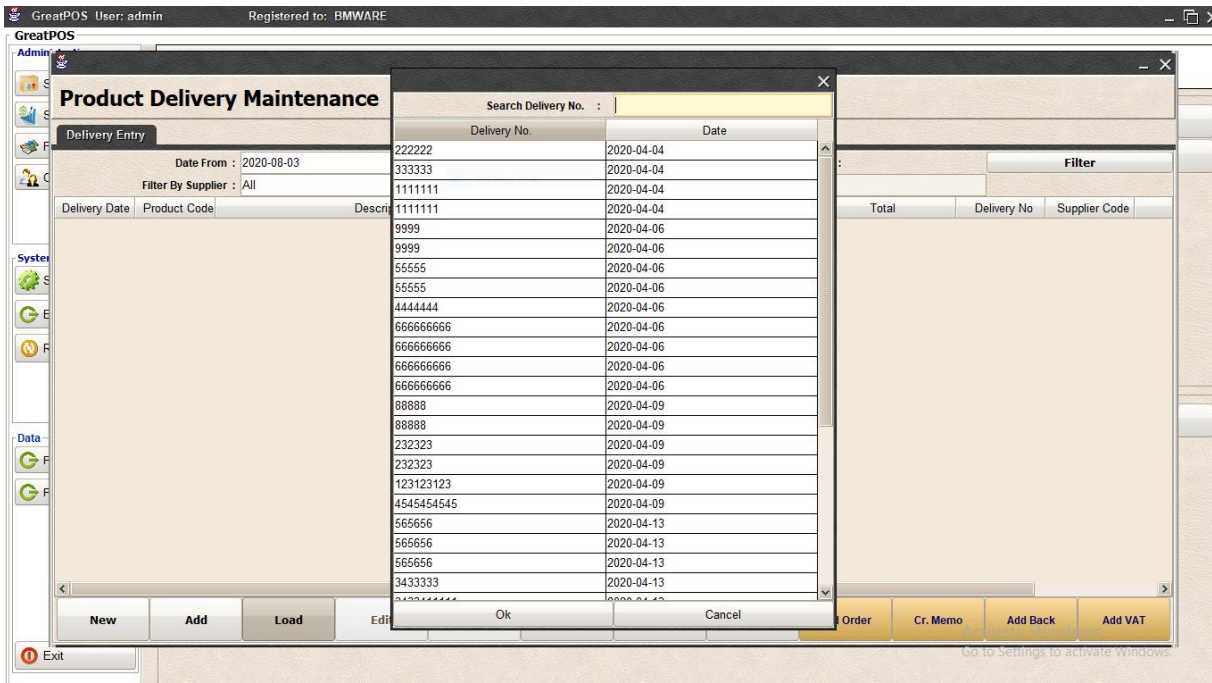 GreatPOS User: admin Registered to: BMWARE
GreatPOS
Product Delivery Maintenance
Search Delivery No. :
Delivery Entry
Delivery No. Date
Date From : 2020-08-03 : Filter
Filter By Supplier : All
Delivery Date Product Code Total Delivery No Supplier Code
222222 2020-04-04
333333 2020-04-04
1111111 2020-04-04
1111111 2020-04-04
9999 2020-04-06
9999 2020-04-06
55555 2020-04-06
55555 2020-04-06
4444444 2020-04-06
666666666 2020-04-06
666666666 2020-04-06
666666666 2020-04-06
666666666 2020-04-06
88888 2020-04-09
88888 2020-04-09
232323 2020-04-09
232323 2020-04-09
123123123 2020-04-09
4545454545 2020-04-09
565656 2020-04-13
565656 2020-04-13
565656 2020-04-13
3433333 2020-04-13
Data
Ok Cancel
New Add Load Edit Order Cr. Memo Add Back Add VAT
Activate Windows
Go to Settings to activate Windows.
Exit